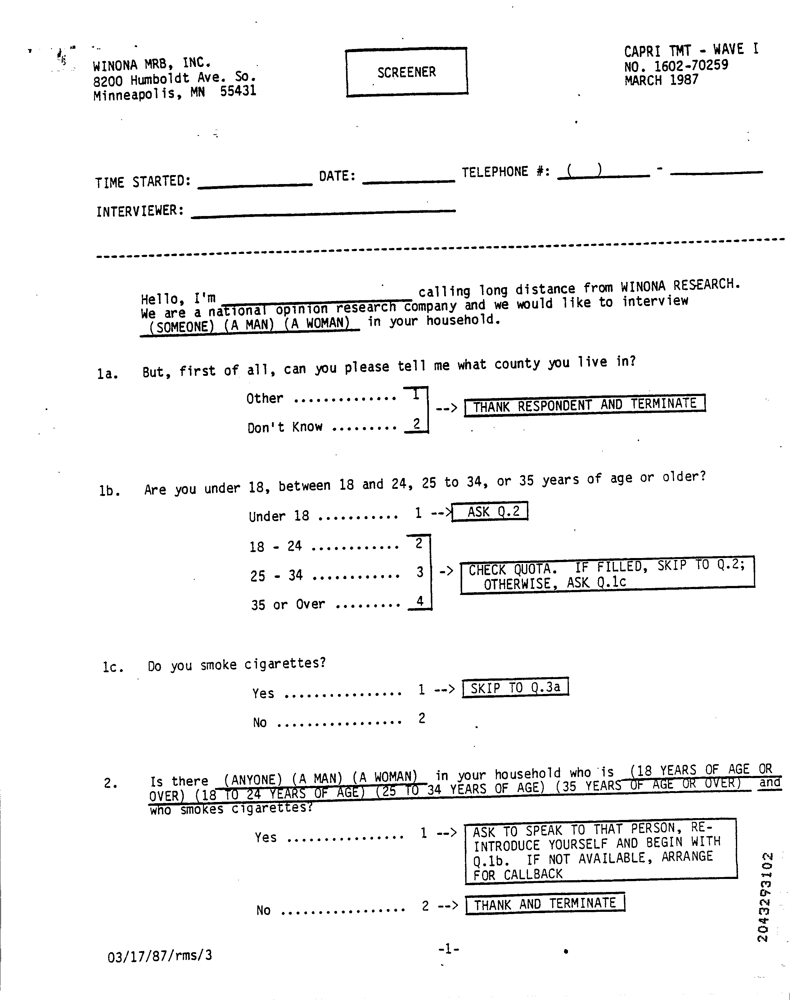 WINONA MRB, INC.
8200 Humboldt Ave. So.
Minneapolis, MN 55431
SCREENER
CAPRI TMT - WAVE I
NO. 1602-70259
MARCH 1987
TIME STARTED: ____________ DATE: __________ TELEPHONE #: ( ) ____ - __________
INTERVIEWER: ____________________________
Hello, I'm ____________________ calling long distance from WINONA RESEARCH.
We are a national opinion research company and we would like to interview
(SOMEONE) (A MAN) (A WOMAN) in your household.
1a. But, first of all, can you please tell me what county you live in?
Other .............. 1
--> THANK RESPONDENT AND TERMINATE
Don't Know ......... 2
1b. Are you under 18, between 18 and 24, 25 to 34, or 35 years of age or older?
Under 18 ........... 1 --> ASK Q.2
18 - 24 ............ 2
25 - 34 ............ 3 -> CHECK QUOTA. IF FILLED, SKIP TO Q.2;
OTHERWISE, ASK Q.1c
35 or Over ......... 4
1c. Do you smoke cigarettes?
Yes ................ 1 --> SKIP TO Q.3a
No ................. 2
2. Is there (ANYONE) (A MAN) (A WOMAN) in your household who is (18 YEARS OF AGE OR
OVER) (18 TO 24 YEARS OF AGE) (25 TO 34 YEARS OF AGE) (35 YEARS OF AGE OR OVER) and
who smokes cigarettes?
Yes ................ 1 --> ASK TO SPEAK TO THAT PERSON, RE-
INTRODUCE YOURSELF AND BEGIN WITH
Q.1b. IF NOT AVAILABLE, ARRANGE
FOR CALLBACK
No ................. 2 --> THANK AND TERMINATE
03/17/87/rms/3
-1-
2043293102